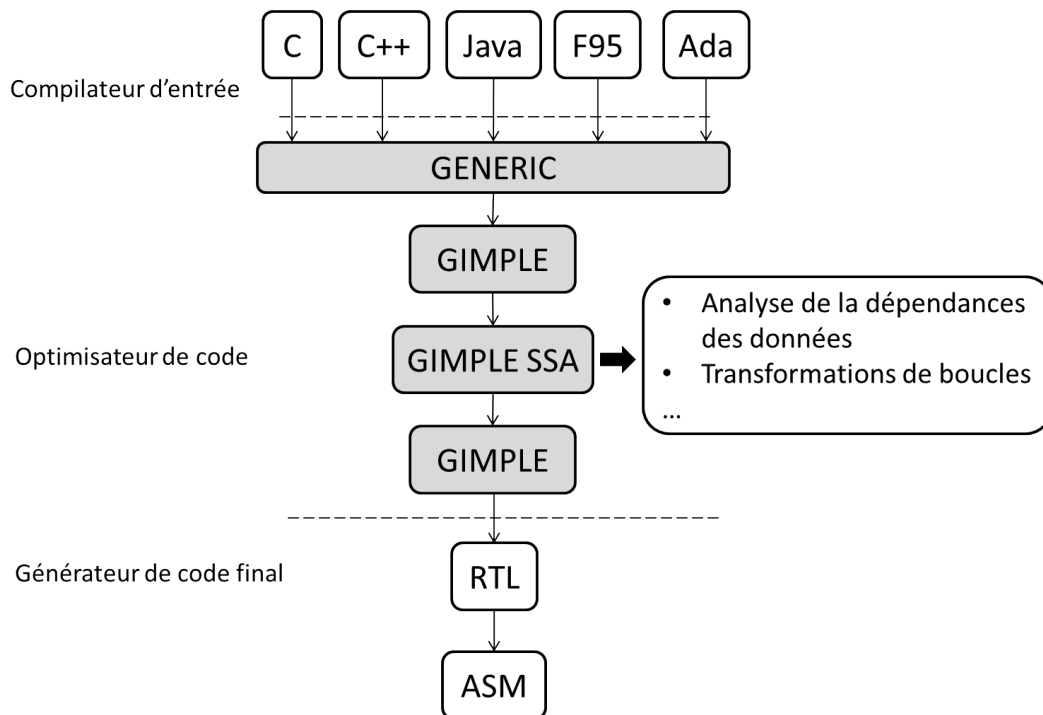 C
C++
Java
F95
Ada
Compilateur d'entrée
GENERIC
GIMPLE
• Analyse de la dépendances
des données
Optimisateur de code
GIMPLE SSA
• Transformations de boucles
...
GIMPLE
Générateur de code final
RTL
ASM